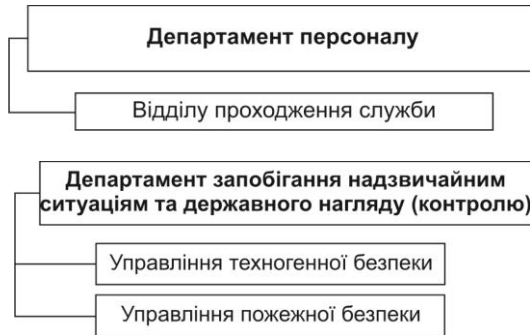 Департамент персоналу
Відділу проходження служби
Департамент запобігання надзвичайним
ситуаціям та державного нагляду (контролю)
Управління техногенної безпеки
Управління пожежної безпеки